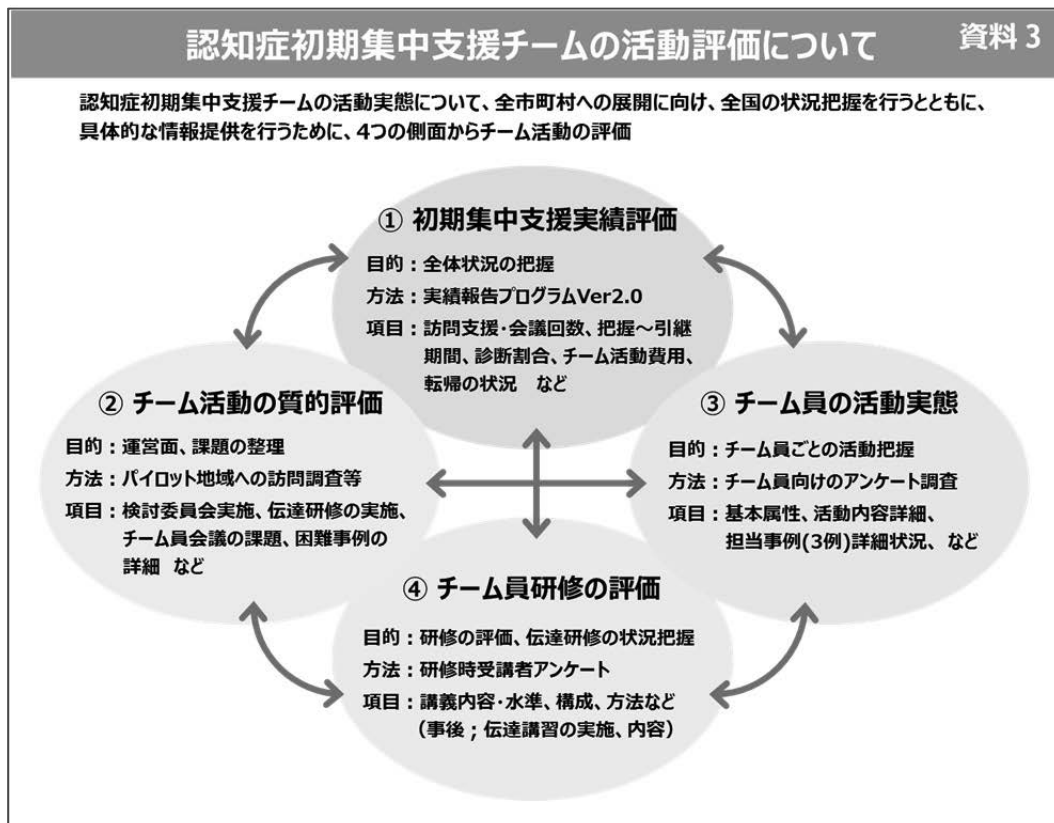 認知症初期集中支援チームの活動評価について
資料 3
認知症初期集中支援チームの活動実態について、全市町村への展開に向け、全国の状況把握を行うとともに、
具体的な情報提供を行うために、4つの側面からチーム活動の評価
① 初期集中支援実績評価
目的：全体状況の把握
方法：実績報告プログラムVer2.0
項目：訪問支援・会議回数、把握～引継
期間、診断割合、チーム活動費用、
転帰の状況 など
② チーム活動の質的評価
目的：運営面、課題の整理
方法：パイロット地域への訪問調査等
項目：検討委員会実施、伝達研修の実施、
チーム員会議の課題、困難事例の
詳細 など
③ チーム員の活動実態
目的：チーム員ごとの活動把握
方法：チーム員向けのアンケート調査
項目：基本属性、活動内容詳細、
担当事例(3例)詳細状況、など
④ チーム員研修の評価
目的：研修の評価、伝達研修の状況把握
方法：研修時受講者アンケート
項目：講義内容・水準、構成、方法など
（事後；伝達講習の実施、内容）